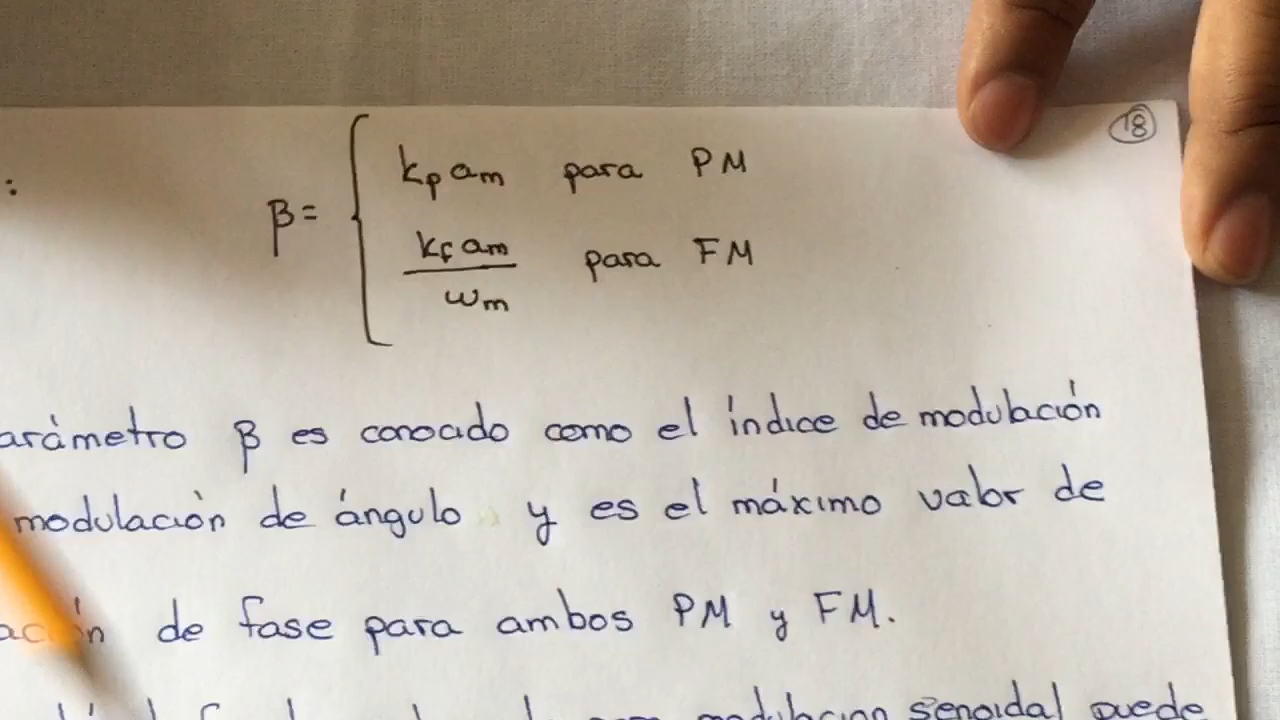 18
:
β = { kp am para PM
kf am / ωm para FM
arámetro β es conocido como el índice de modulación
modulación de ángulo y es el máximo valor de
ación de fase para ambos PM y FM.
modulación senoidal puede